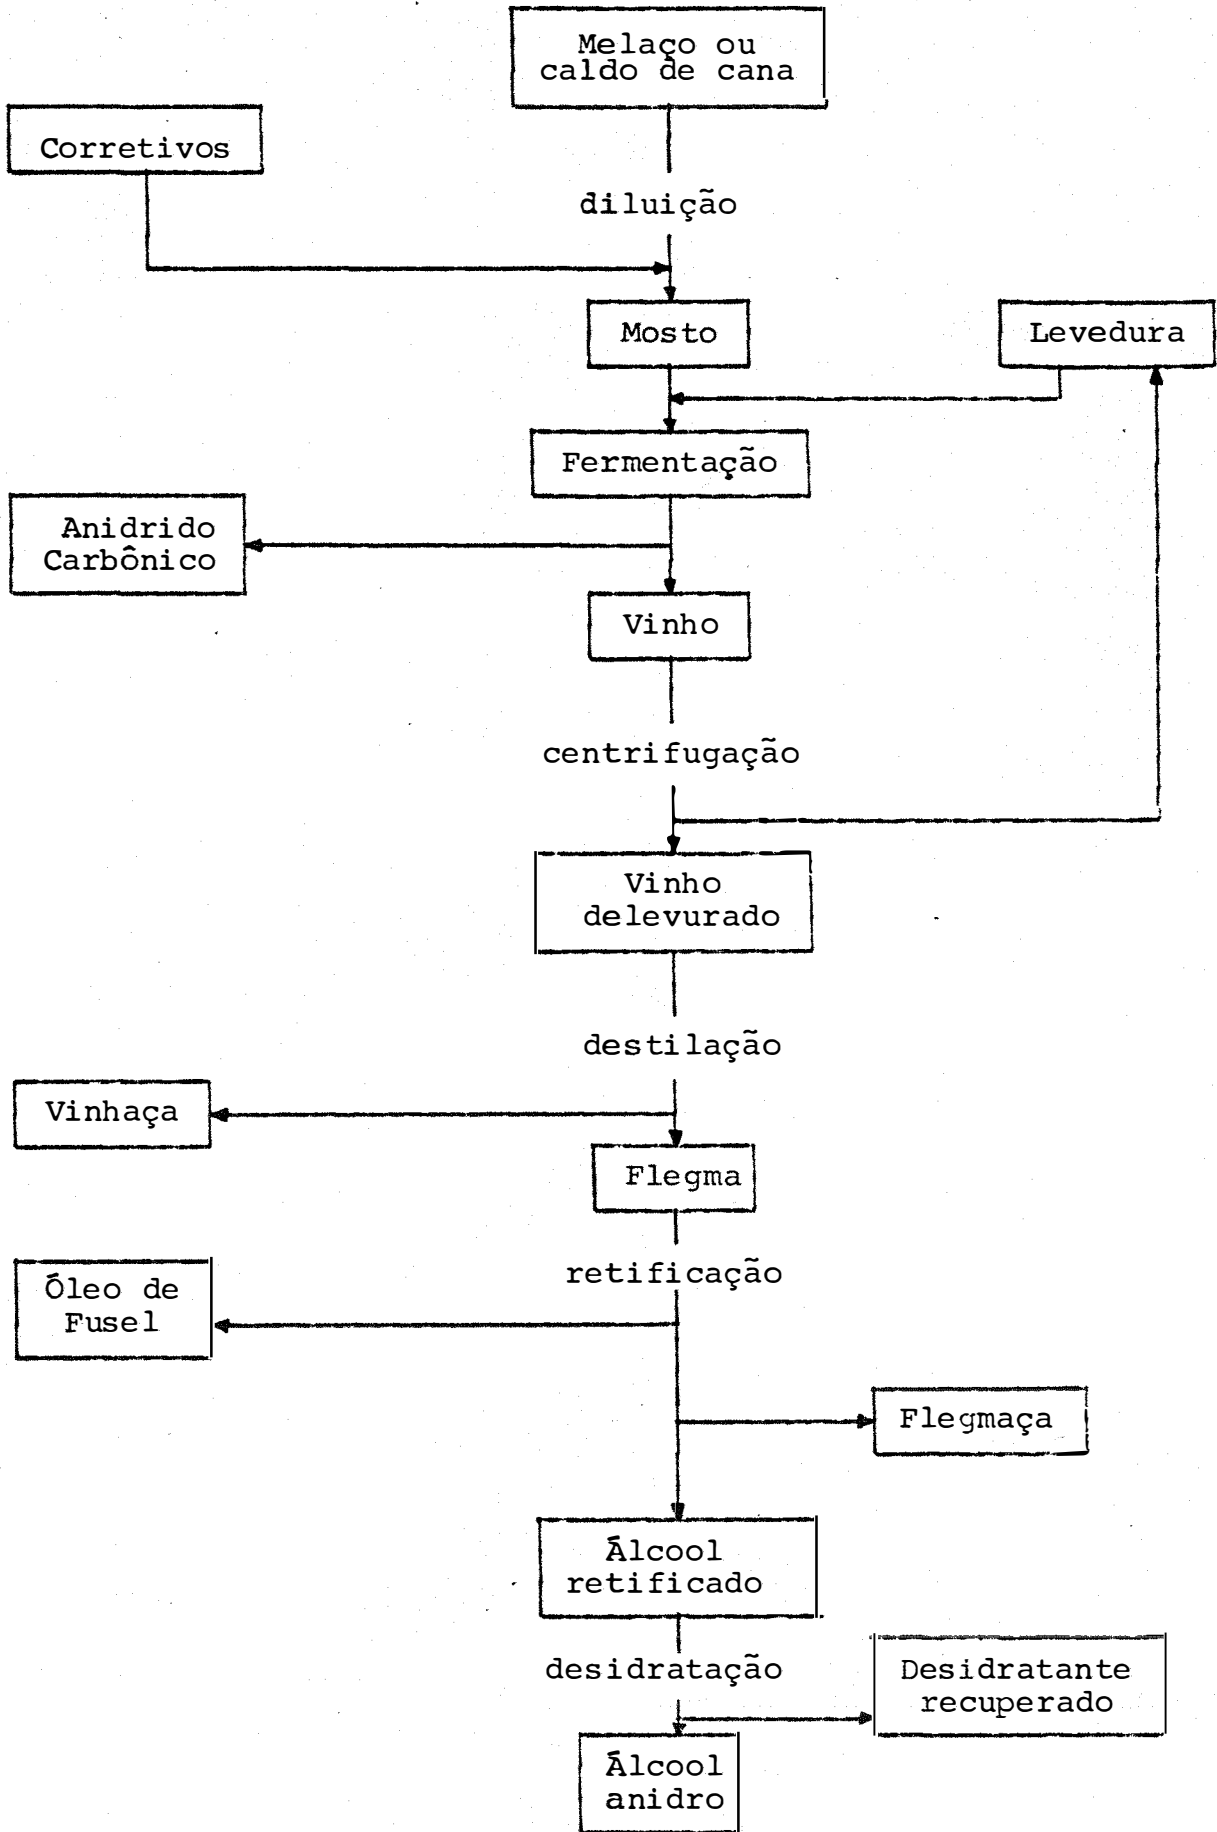 Melaço ou
caldo de cana
Corretivos
diluição
Mosto
Levedura
Fermentação
Anidrido
Carbônico
Vinho
centrifugação
Vinho
delevurado
destilação
Vinhaça
Flegma
retificação
Óleo de
Fusel
Flegmaça
Álcool
retificado
desidratação
Desidratante
recuperado
Álcool
anidro